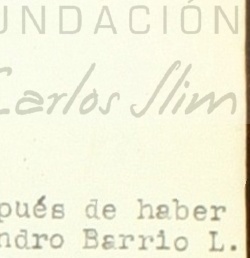 UNDACIÓN
Carlos Slim
pués de haber
ndro Barrio L.